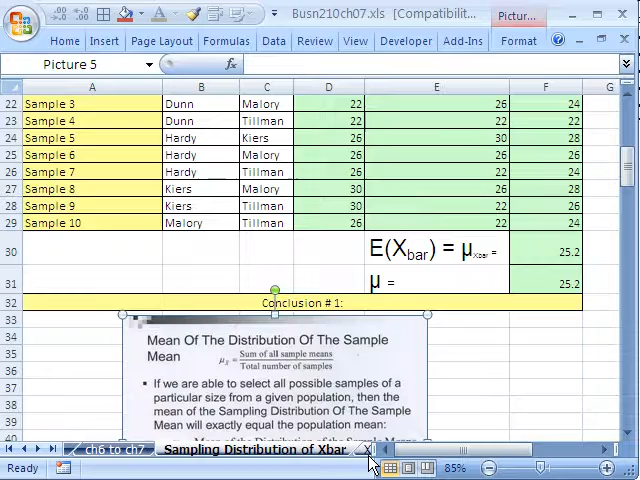 Busn210ch07.xls [Compatibilit...
Pictur...
Home Insert Page Layout Formulas Data Review View Developer Add-Ins Format
Picture 5
fx
A B C D E F G
22 Sample 3 Dunn Malory 22 26 24
23 Sample 4 Dunn Tillman 22 22 22
24 Sample 5 Hardy Kiers 26 30 28
25 Sample 6 Hardy Malory 26 26 26
26 Sample 7 Hardy Tillman 26 22 24
27 Sample 8 Kiers Malory 30 26 28
28 Sample 9 Kiers Tillman 30 22 26
29 Sample 10 Malory Tillman 26 22 24
30 E(Xbar) = μXbar = 25.2
31 μ = 25.2
32 Conclusion # 1:
33
34 Mean Of The Distribution Of The Sample
35 Mean μx̄ = Sum of all sample means / Total number of samples
36
37 If we are able to select all possible samples of a
38 particular size from a given population, then the
39 mean of the Sampling Distribution Of The Sample
Mean will exactly equal the population mean:
40
ch6 to ch7 Sampling Distribution of Xbar X
Ready 85%